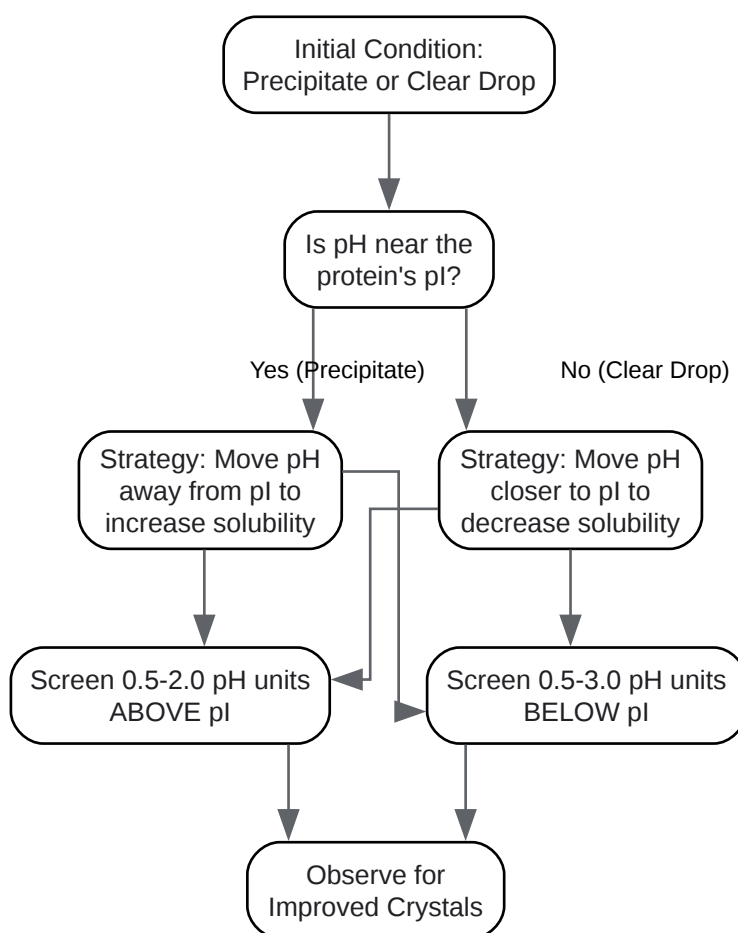 Initial Condition:
Precipitate or Clear Drop
Is pH near the
protein's pI?
Yes (Precipitate)
No (Clear Drop)
Strategy: Move pH
away from pI to
increase solubility
Strategy: Move pH
closer to pI to
decrease solubility
Screen 0.5-2.0 pH units
ABOVE pI
Screen 0.5-3.0 pH units
BELOW pI
Observe for
Improved Crystals